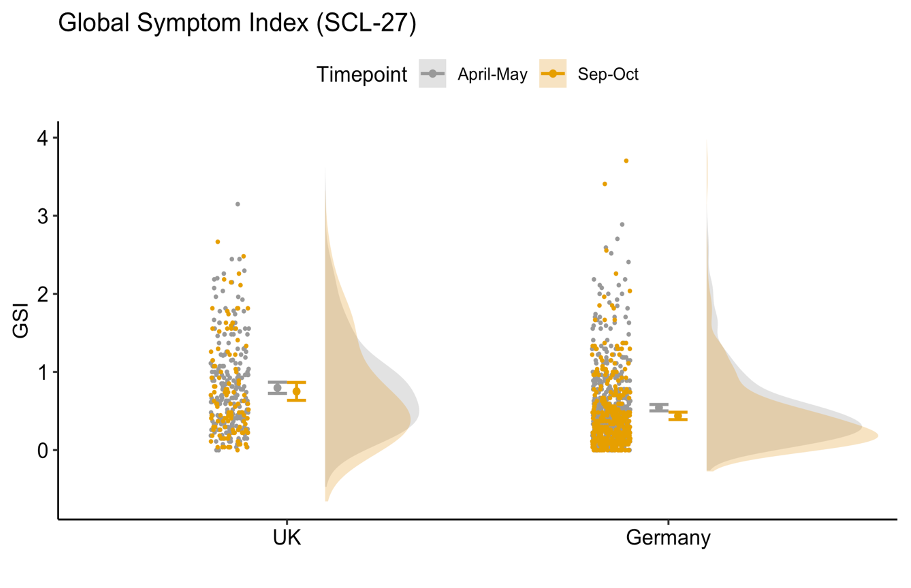 Global Symptom Index (SCL-27)
Timepoint April-May Sep-Oct
4
3
2
1
0
GSI
UK Germany